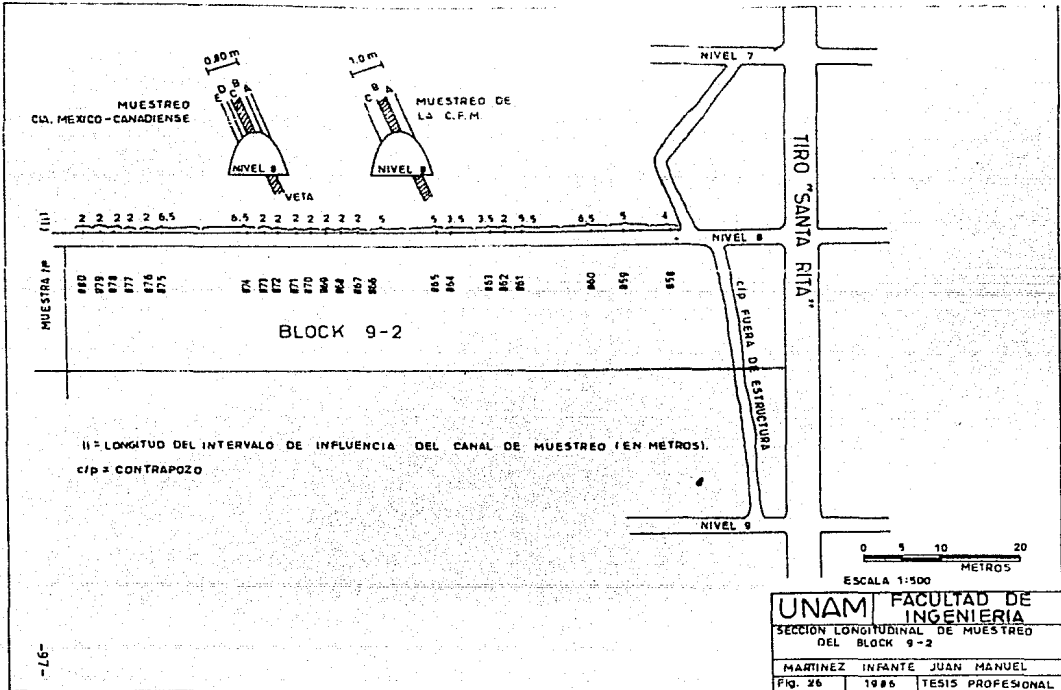 NIVEL 7
0.80 m
1.0 m
E D C B A
C B A
MUESTREO
CIA. MEXICO-CANADIENSE
MUESTREO DE
LA C.F.M.
NIVEL 8
NIVEL 8
VETA
TIRO "SANTA RITA"
(li)
2 2 2 2 2 6.5 6.5 2 2 2 2 2 2 2 5 5 3.5 3.5 2 5.5 6.5 5 4
NIVEL 8
MUESTRA Nº
880 879 878 877 876 875 874 873 872 871 870 869 868 867 866 865 864 863 862 861 860 859 858
BLOCK 9-2
c/p FUERA DE ESTRUCTURA
li = LONGITUD DEL INTERVALO DE INFLUENCIA DEL CANAL DE MUESTREO (EN METROS).
c/p = CONTRAPOZO
NIVEL 9
0 5 10 20
METROS
ESCALA 1:500
UNAM
FACULTAD DE
INGENIERIA
SECCION LONGITUDINAL DE MUESTREO
DEL BLOCK 9-2
MARTINEZ INFANTE JUAN MANUEL
Fig. 26 1986 TESIS PROFESIONAL
-97-